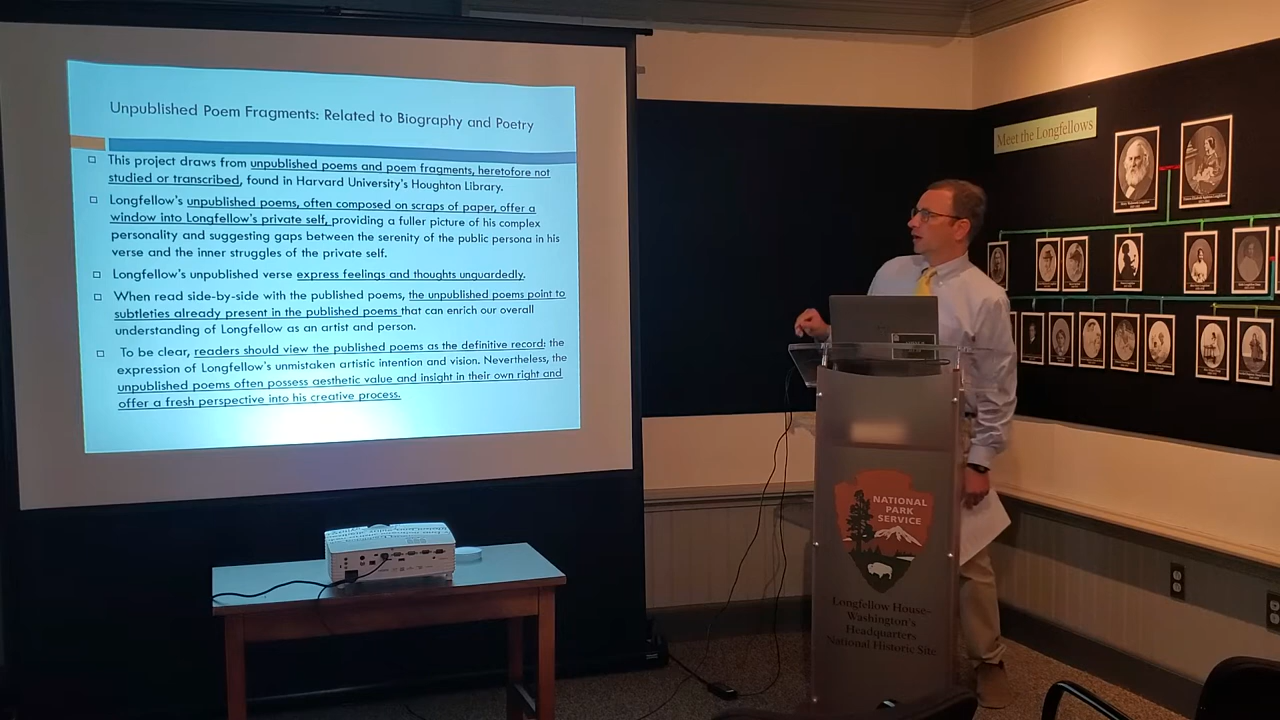 Unpublished Poem Fragments: Related to Biography and Poetry
This project draws from unpublished poems and poem fragments, heretofore not
studied or transcribed, found in Harvard University's Houghton Library.
Longfellow's unpublished poems, often composed on scraps of paper, offer a
window into Longfellow's private self, providing a fuller picture of his complex
personality and suggesting gaps between the serenity of the public persona in his
verse and the inner struggles of the private self.
Longfellow's unpublished verse express feelings and thoughts unguardedly.
When read side-by-side with the published poems, the unpublished poems point to
subtleties already present in the published poems that can enrich our overall
understanding of Longfellow as an artist and person.
To be clear, readers should view the published poems as the definitive record: the
expression of Longfellow's unmistaken artistic intention and vision. Nevertheless, the
unpublished poems often possess aesthetic value and insight in their own right and
offer a fresh perspective into his creative process.
Meet the Longfellows
NATIONAL
PARK
SERVICE
Longfellow House-
Washington's
Headquarters
National Historic Site